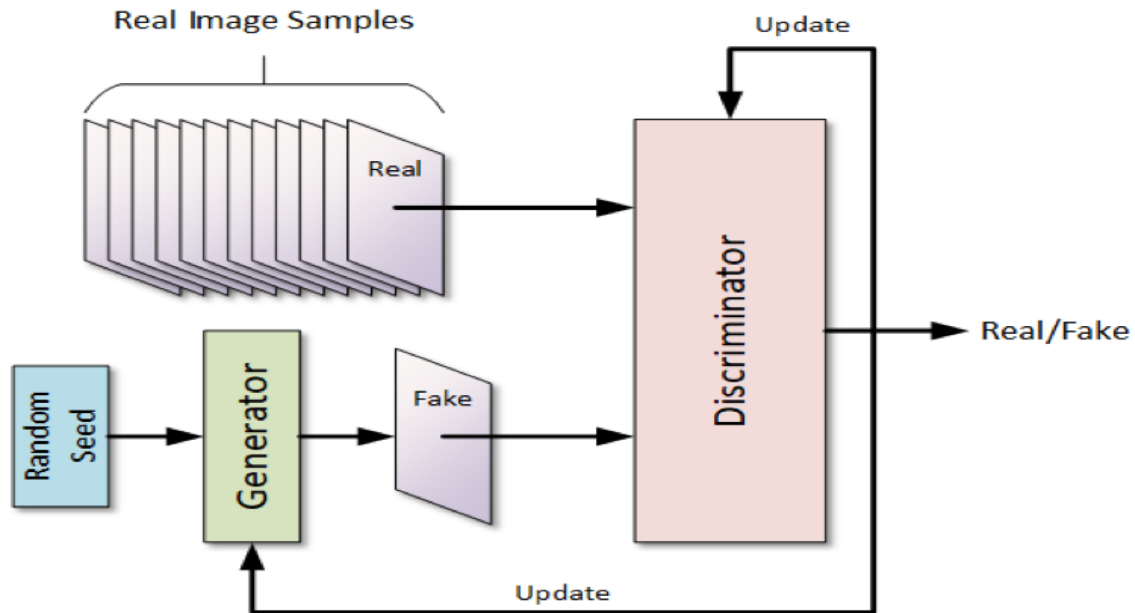 Real Image Samples
Update
Real
Discriminator
Real/Fake
Random
Seed
Generator
Fake
Update